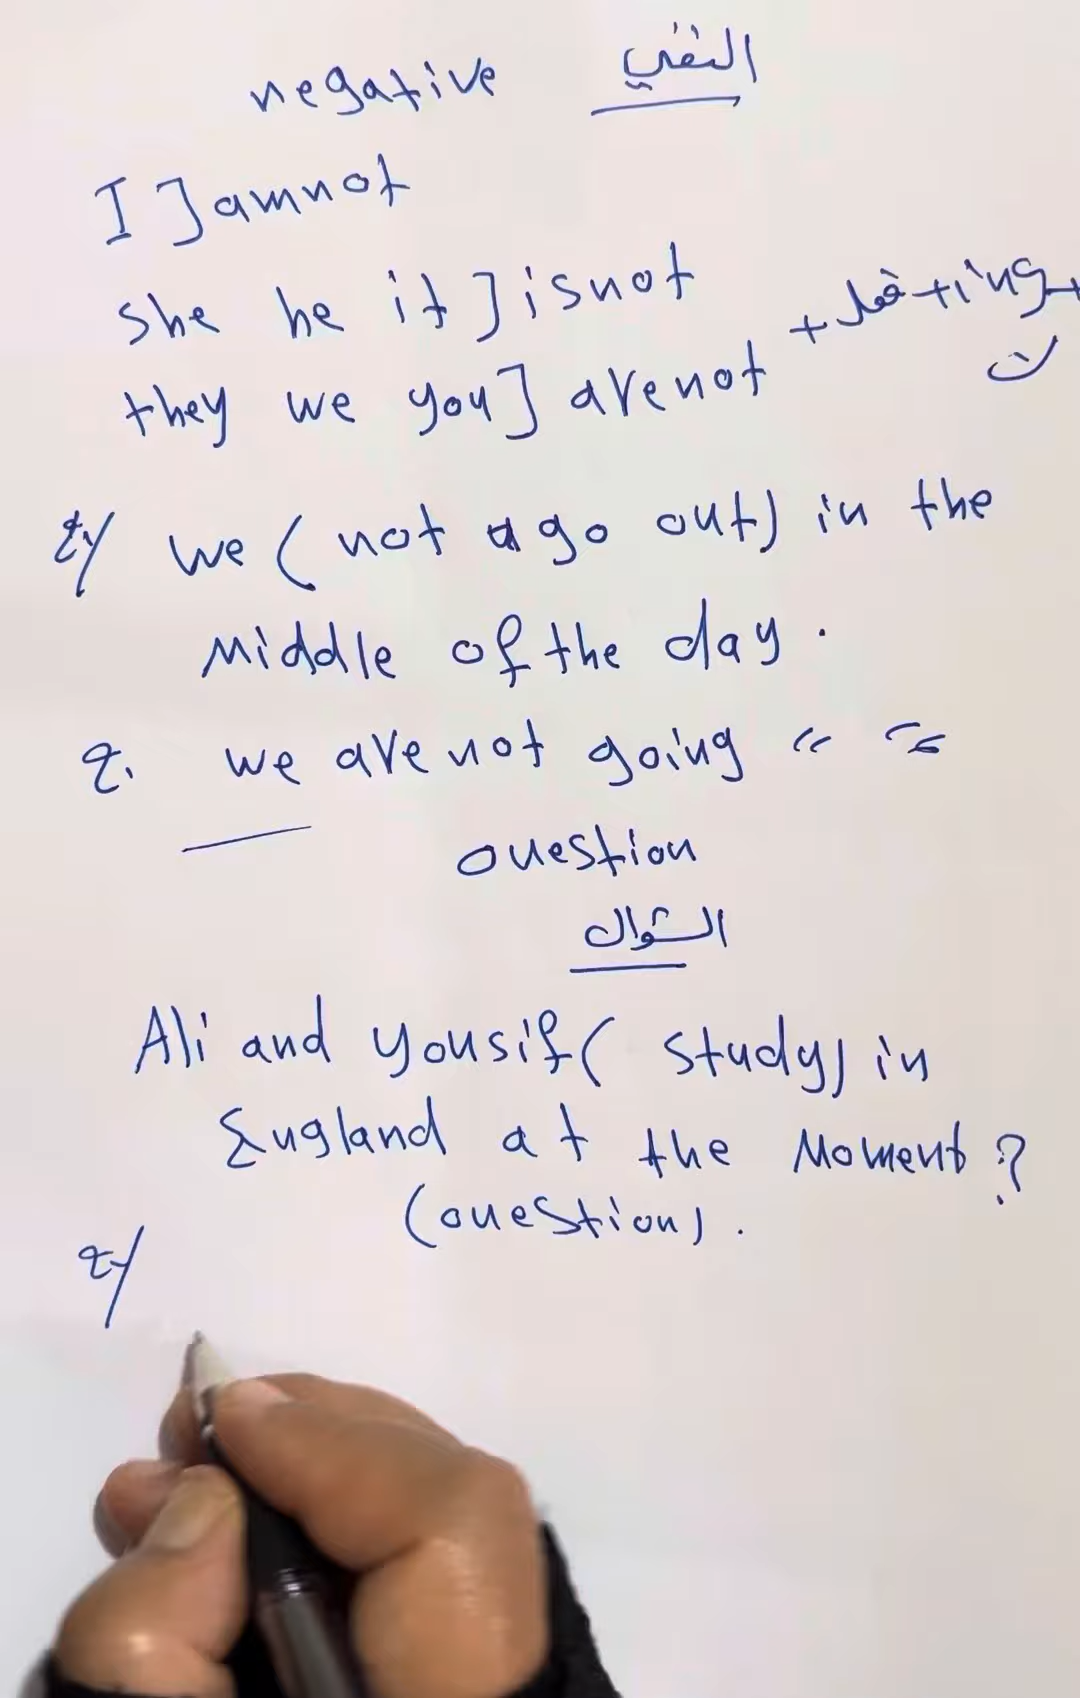 negative النفي
I ] am not
she he it ] is not
they we you ] are not + فعل + ing +
we ( not go out ) in the
middle of the day .
we are not going " "
ouestion
السؤال
Ali and yousif ( study ) in
England at the Moment ?
(ouestion) .